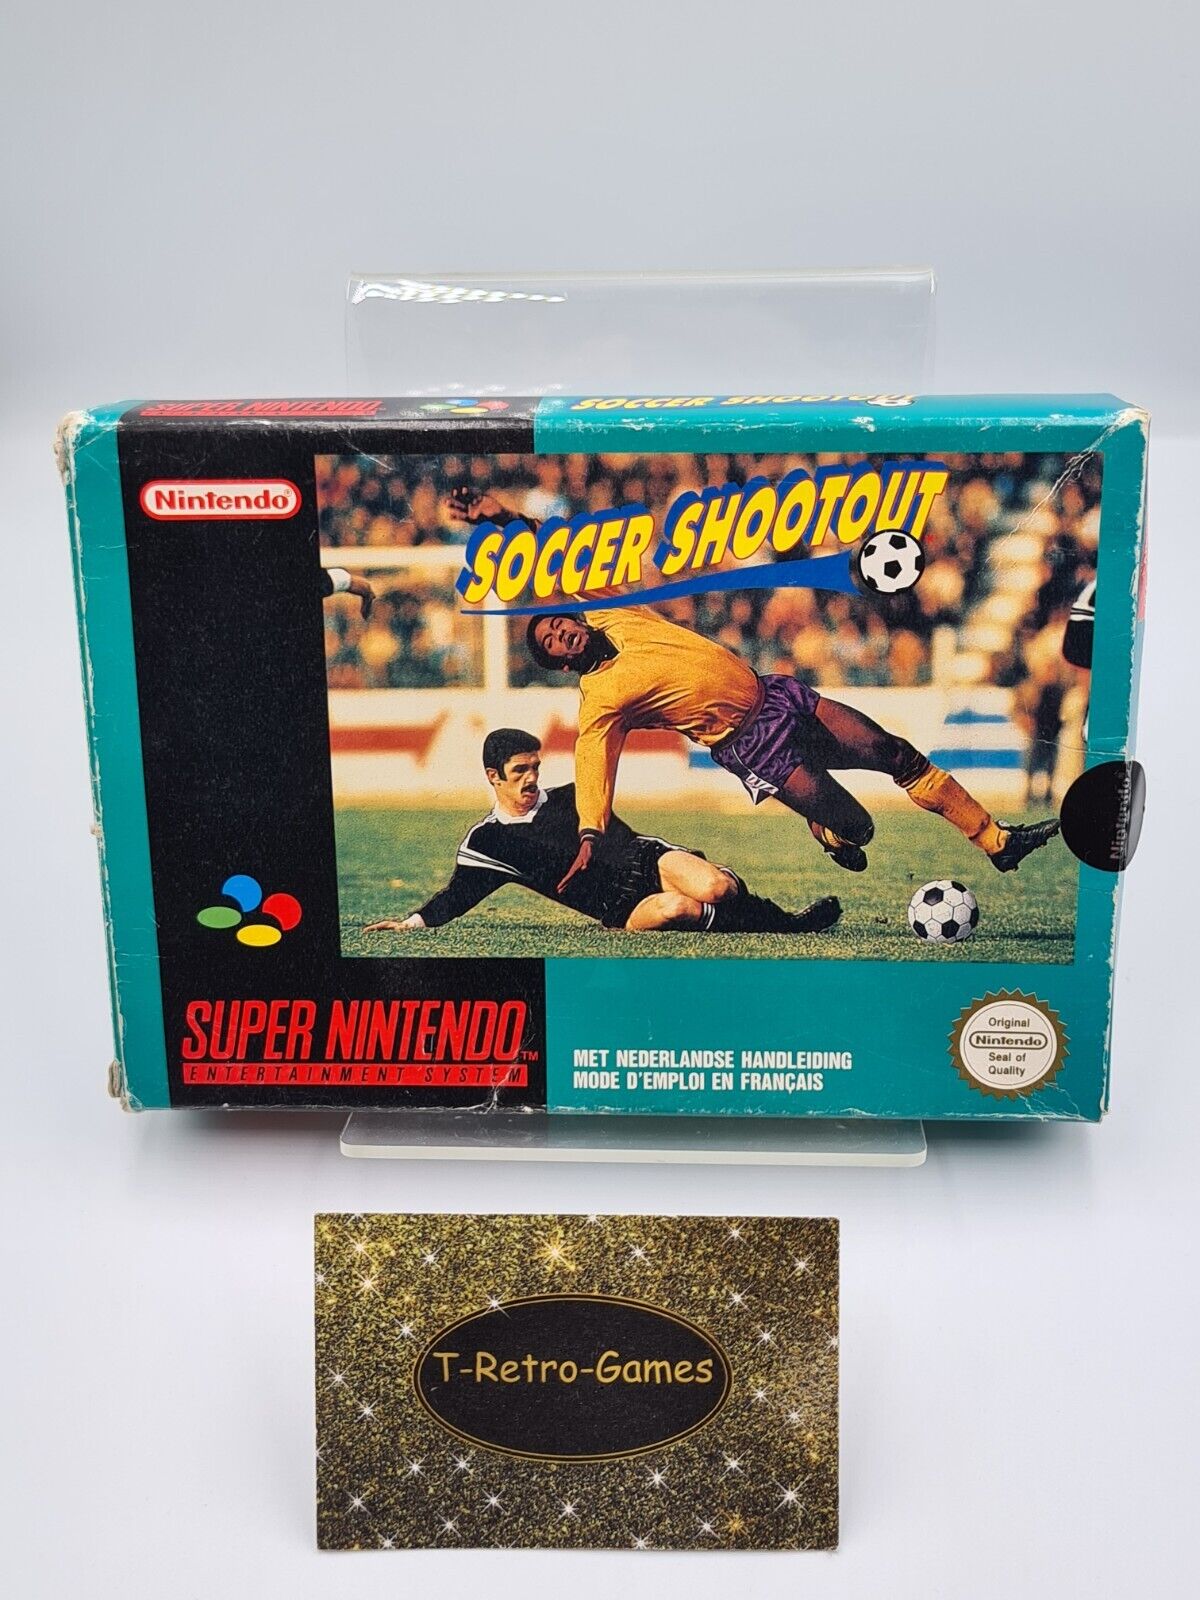 SUPER NINTENDO
SOCCER SHOOTOUT
Nintendo®
SOCCER SHOOTOUT
Nintendo
SUPER NINTENDO™
ENTERTAINMENT SYSTEM
MET NEDERLANDSE HANDLEIDING
MODE D'EMPLOI EN FRANÇAIS
Original
Nintendo
Seal of
Quality
T-Retro-Games